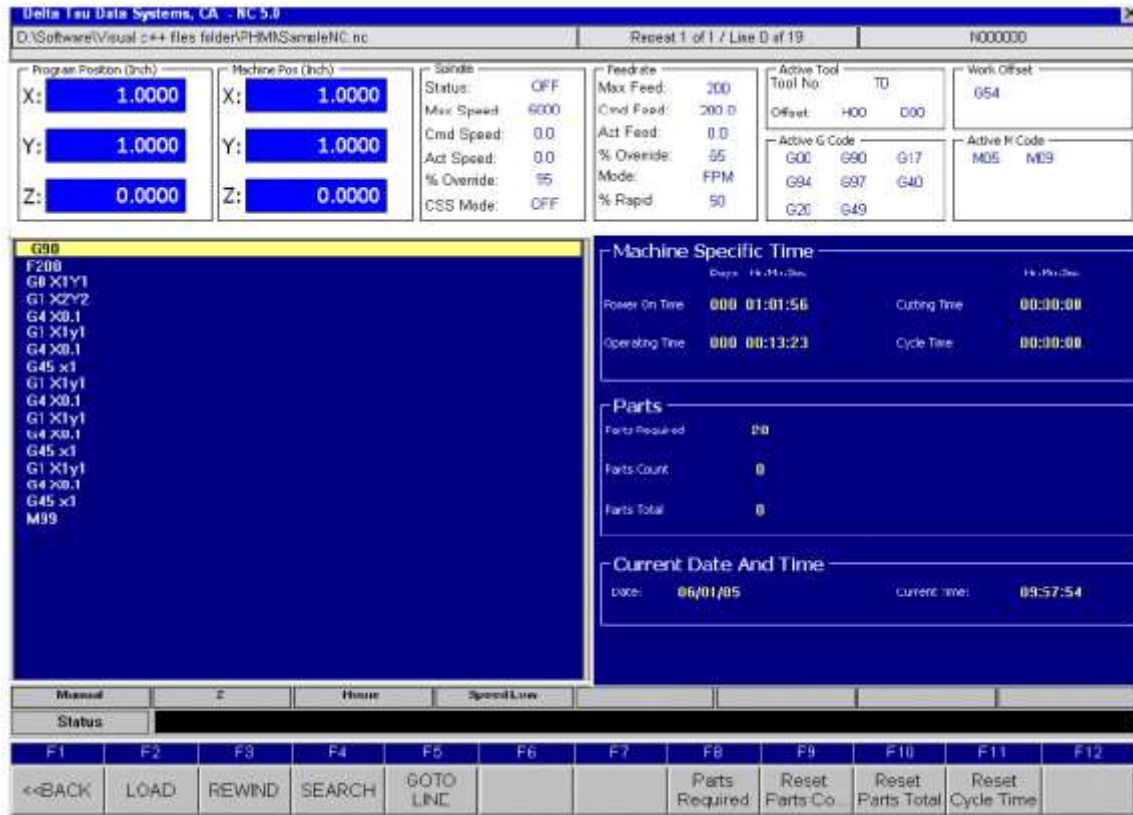 Delta Tau Data Systems, CA - NC 5.0
D:\Software\Visual c++ files folder\PHMI\SampleNC.nc
Repeat 1 of 1 / Line 0 of 19
N000000
Program Position (Inch)
X: 1.0000
Y: 1.0000
Z: 0.0000
Machine Pos (Inch)
X: 1.0000
Y: 1.0000
Z: 0.0000
Spindle
Status: OFF
Max Speed: 6000
Cmd Speed: 0.0
Act Speed: 0.0
% Override: 95
CSS Mode: OFF
Feedrate
Max Feed: 200
Cmd Feed: 200.0
Act Feed: 0.0
% Override: 65
Mode: FPM
% Rapid 50
Active Tool
Tool No: T0
Offset: H00 D00
Active G Code
G00 G90 G17
G94 G97 G40
G20 G49
Work Offset
G54
Active M Code
M05 M09
G90
F200
G0 X1Y1
G1 X2Y2
G4 X0.1
G1 X1y1
G4 X0.1
G45 x1
G1 X1y1
G4 X0.1
G1 X1y1
G4 X0.1
G45 x1
G1 X1y1
G4 X0.1
G45 x1
M99
Machine Specific Time
Days Hr:Mn:Sec
Hr:Mn:Sec
Power On Time 000 01:01:56 Cutting Time 00:00:00
Operating Time 000 00:13:23 Cycle Time 00:00:00
Parts
Parts Required 20
Parts Count 0
Parts Total 0
Current Date And Time
Date: 06/01/05 Current Time: 09:57:54
Manual Z Home Speed Low
Status
F1 F2 F3 F4 F5 F6 F7 F8 F9 F10 F11 F12
<<BACK
LOAD
REWIND
SEARCH
GOTO
LINE
Parts
Required
Reset
Parts Co...
Reset
Parts Total
Reset
Cycle Time